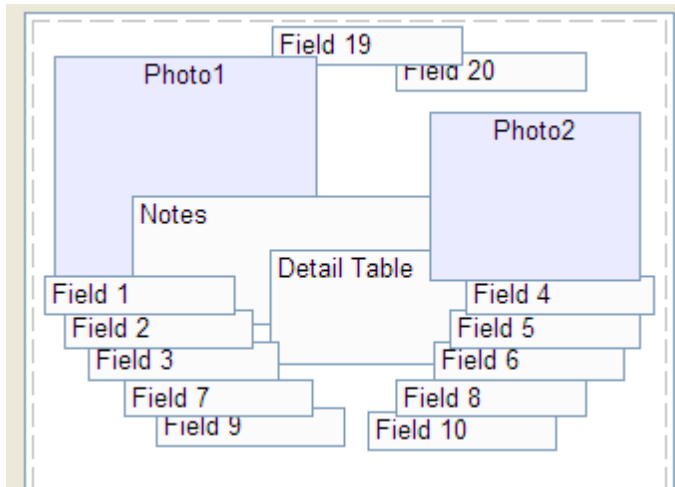 Field 19
Field 20
Photo1
Photo2
Notes
Detail Table
Field 1
Field 4
Field 2
Field 5
Field 3
Field 6
Field 7
Field 8
Field 9
Field 10